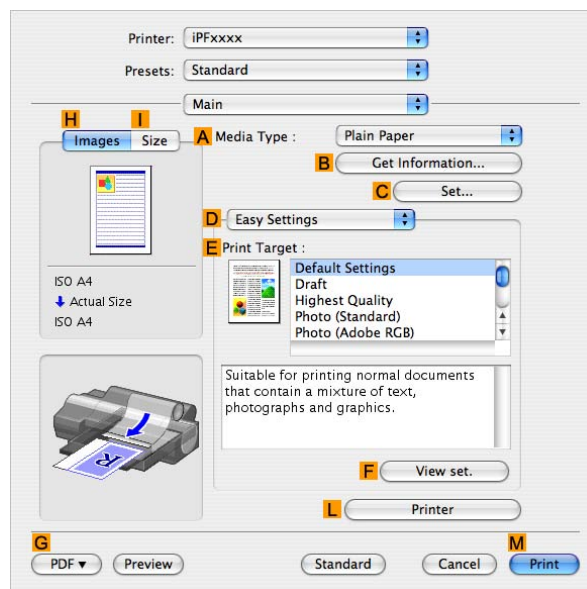 Printer: iPFxxxx
Presets: Standard
Main
H I
Images Size
A Media Type : Plain Paper
B Get Information...
C Set...
D Easy Settings
E Print Target :
Default Settings
Draft
Highest Quality
Photo (Standard)
Photo (Adobe RGB)
ISO A4
Actual Size
ISO A4
Suitable for printing normal documents
that contain a mixture of text,
photographs and graphics.
R
F View set.
L Printer
G M
PDF ▼ Preview Standard Cancel Print